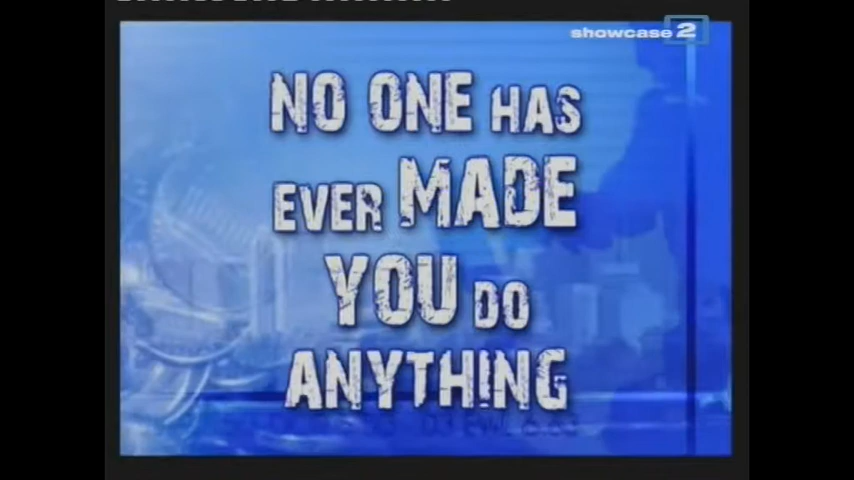 showcase 2
NO ONE HAS
EVER MADE
YOU DO
ANYTHING